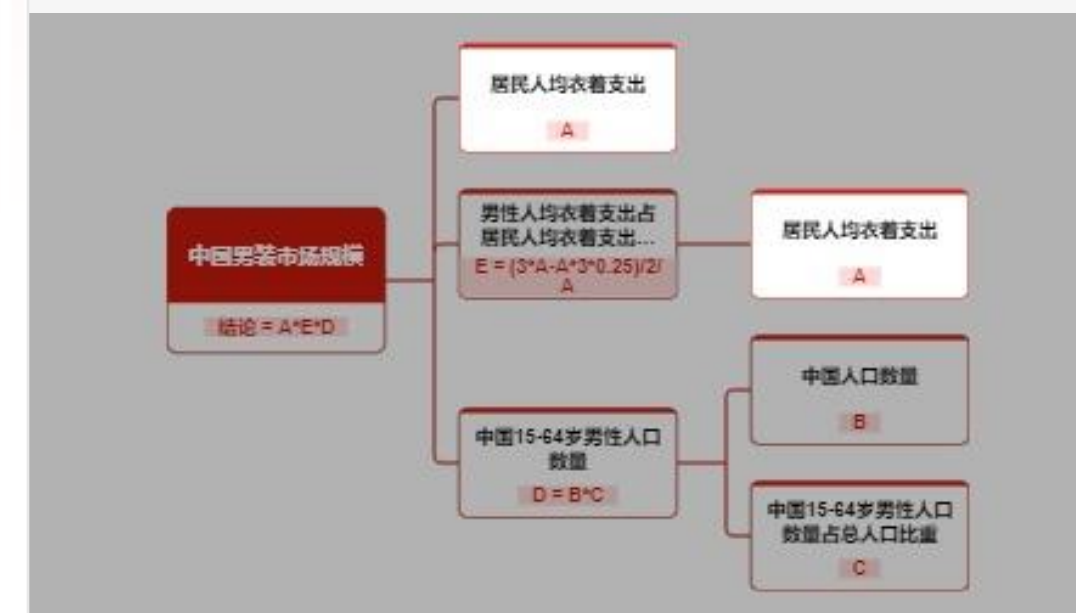 居民人均衣着支出
A
男性人均衣着支出占
居民人均衣着支出...
E = (3*A-A*3*0.25)/2/
A
居民人均衣着支出
A
中国男装市场规模
结论 = A*E*D
中国人口数量
B
中国15-64岁男性人口
数量
D = B*C
中国15-64岁男性人口
数量占总人口比重
C